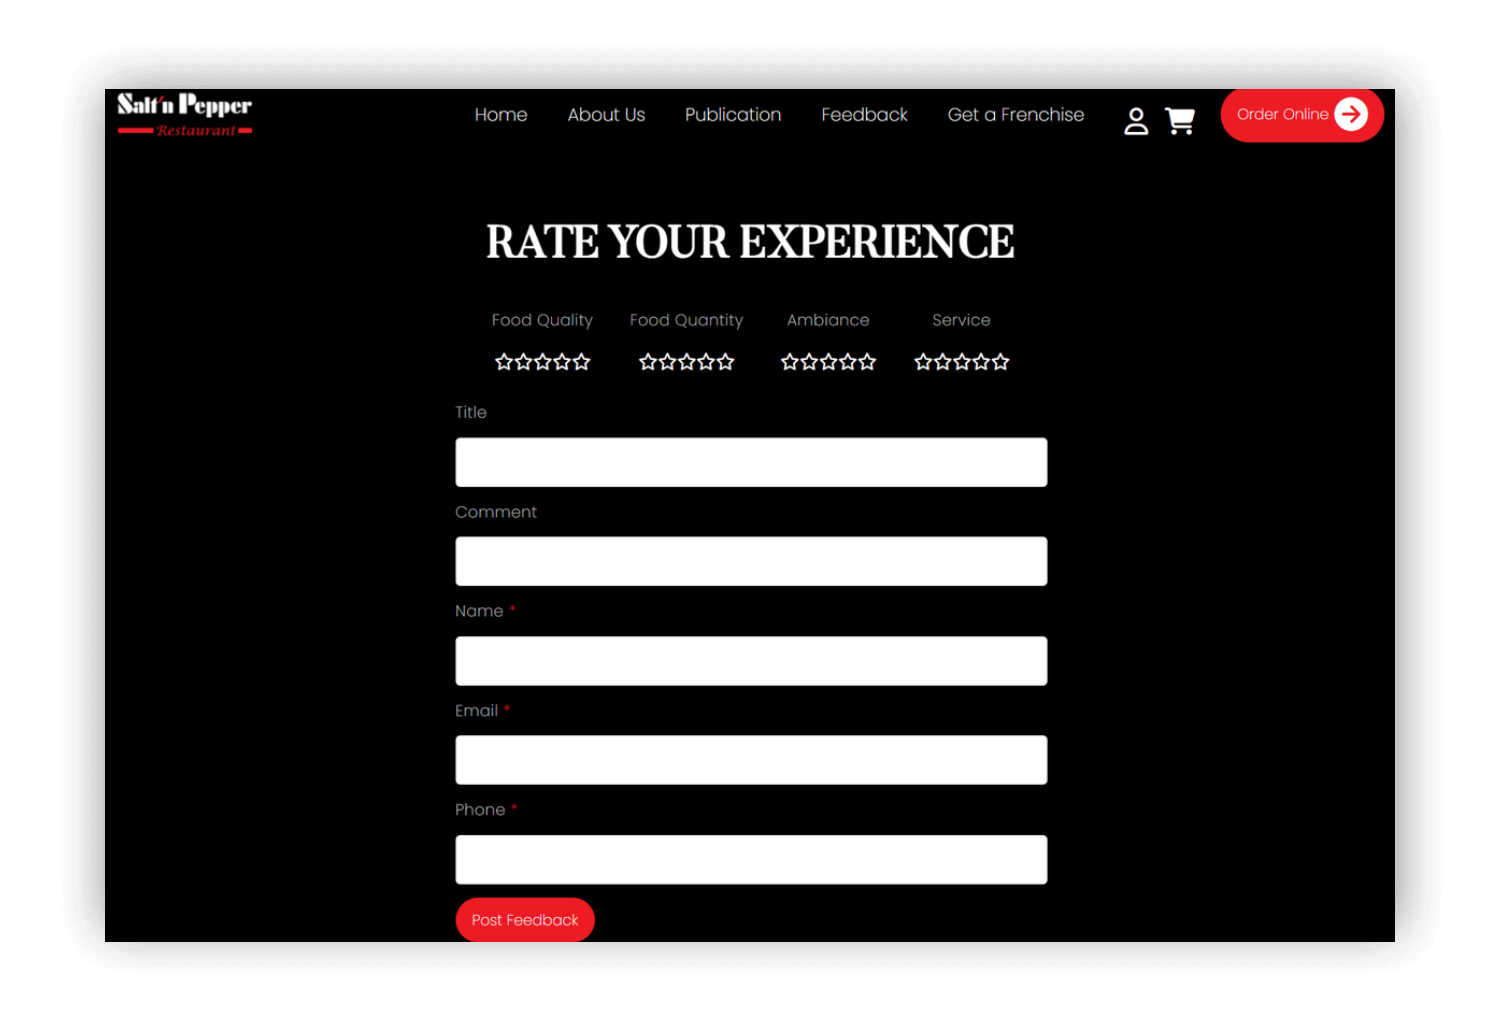 Salt'n Pepper
Restaurant
Home About Us Publication Feedback Get a Frenchise Order Online
RATE YOUR EXPERIENCE
Food Quality Food Quantity Ambiance Service
Title
Comment
Name *
Email *
Phone *
Post Feedback